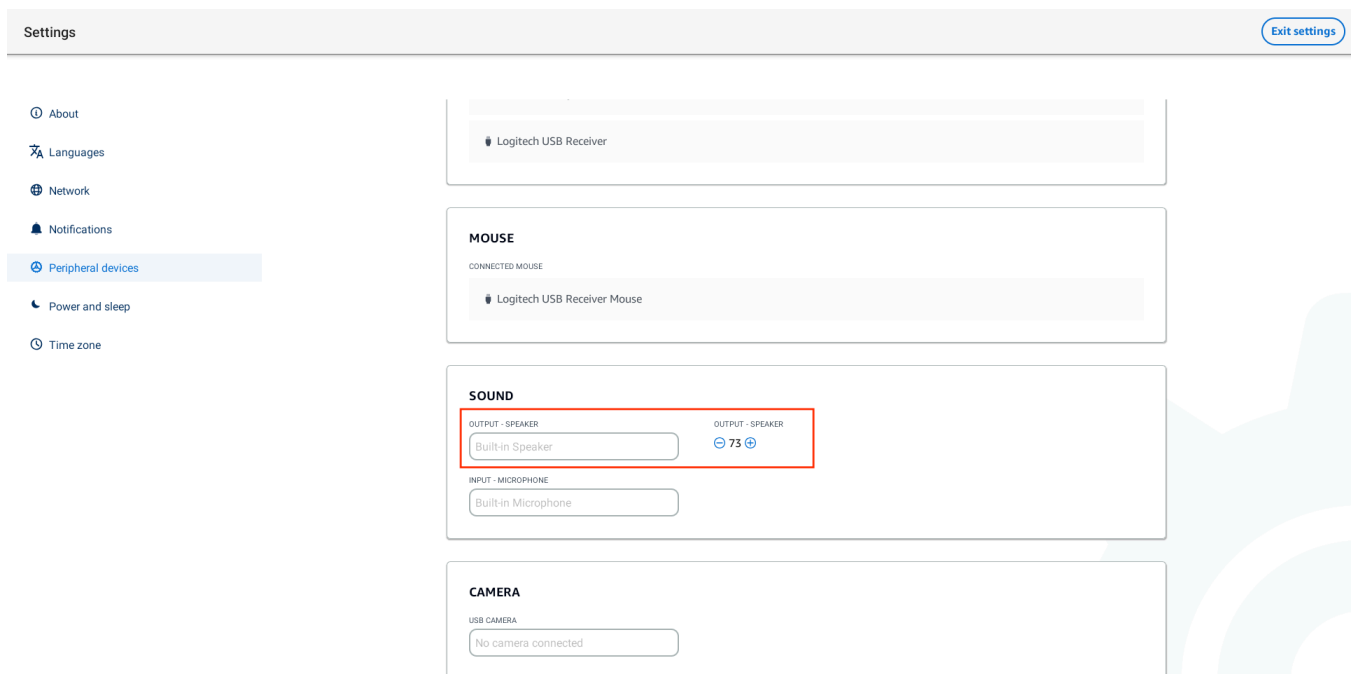 Settings
Exit settings
About
Languages
Network
Notifications
Peripheral devices
Power and sleep
Time zone
Logitech USB Receiver
MOUSE
CONNECTED MOUSE
Logitech USB Receiver Mouse
SOUND
OUTPUT - SPEAKER
OUTPUT - SPEAKER
Built-in Speaker
73
INPUT - MICROPHONE
Built-in Microphone
CAMERA
USB CAMERA
No camera connected